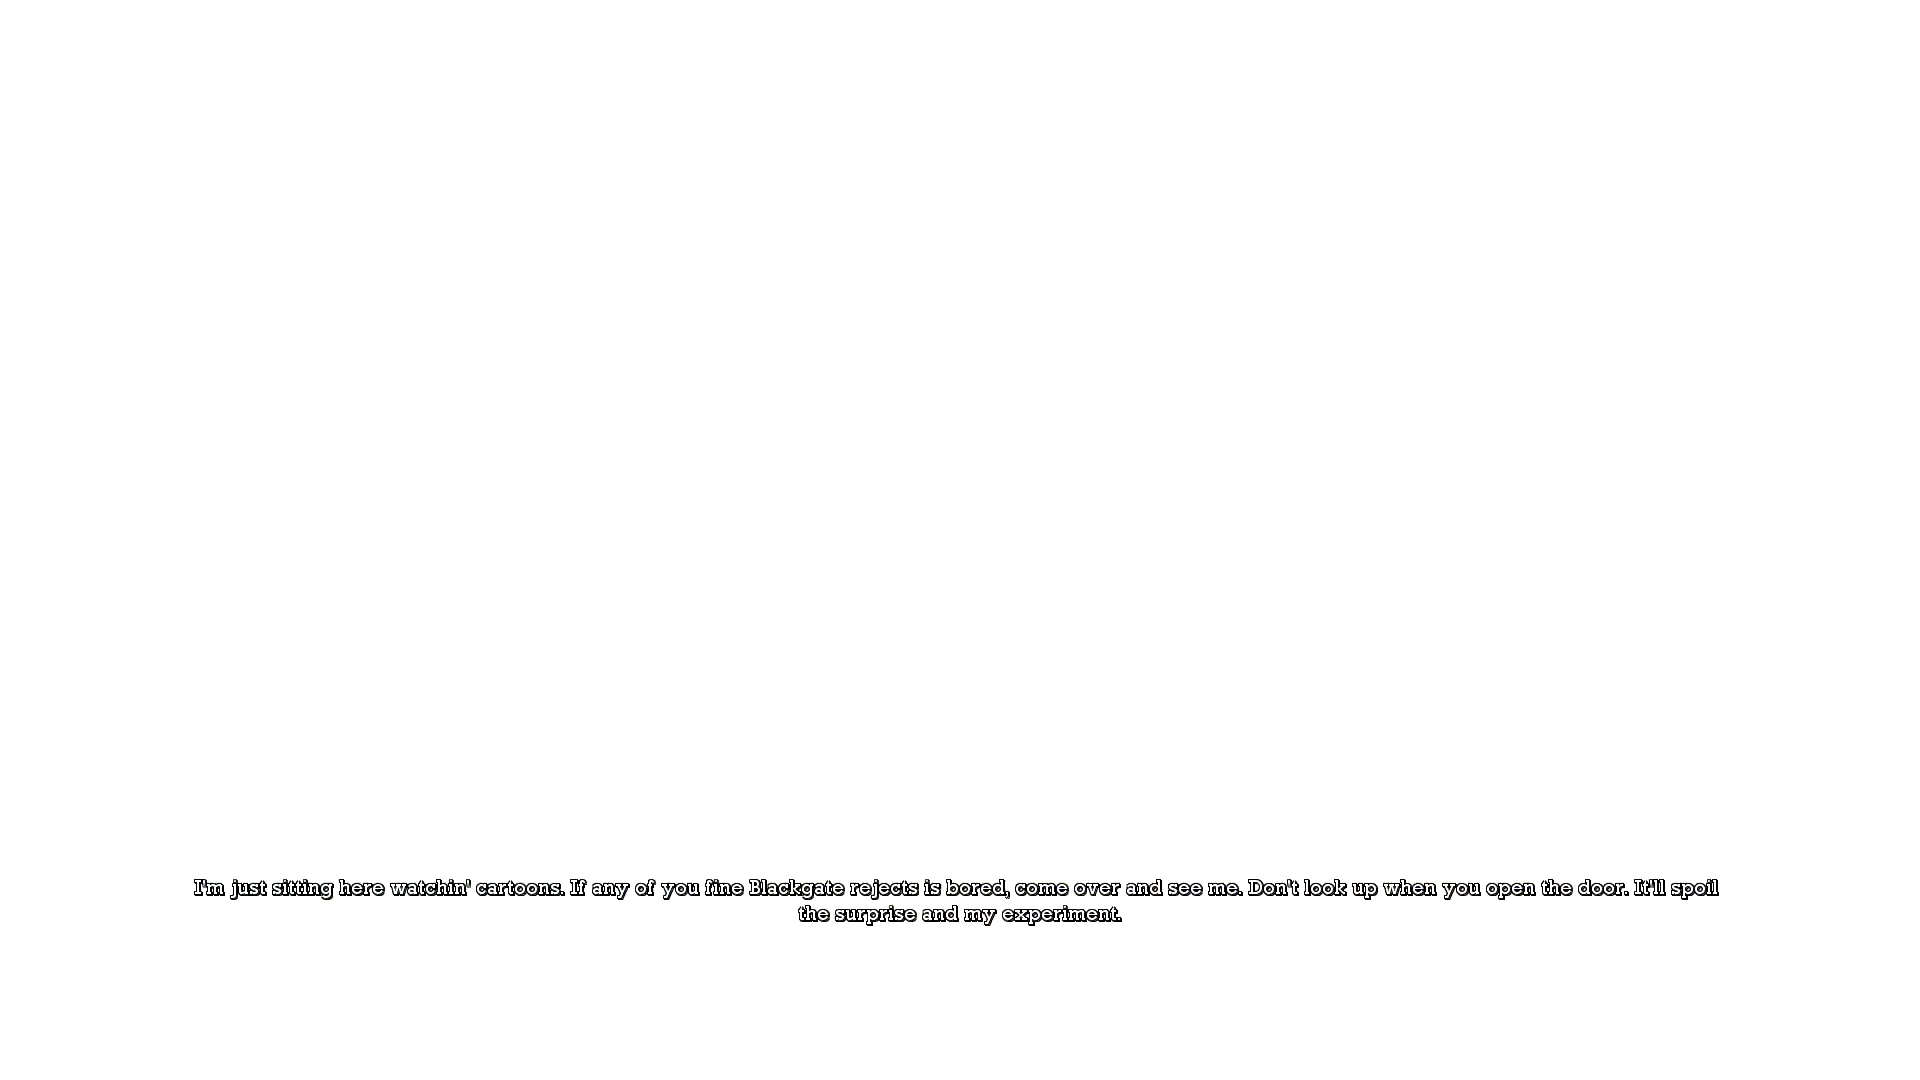 I'm just sitting here watchin' cartoons. If any of you fine Blackgate rejects is bored, come over and see me. Don't look up when you open the door. It'll spoil
the surprise and my experiment.